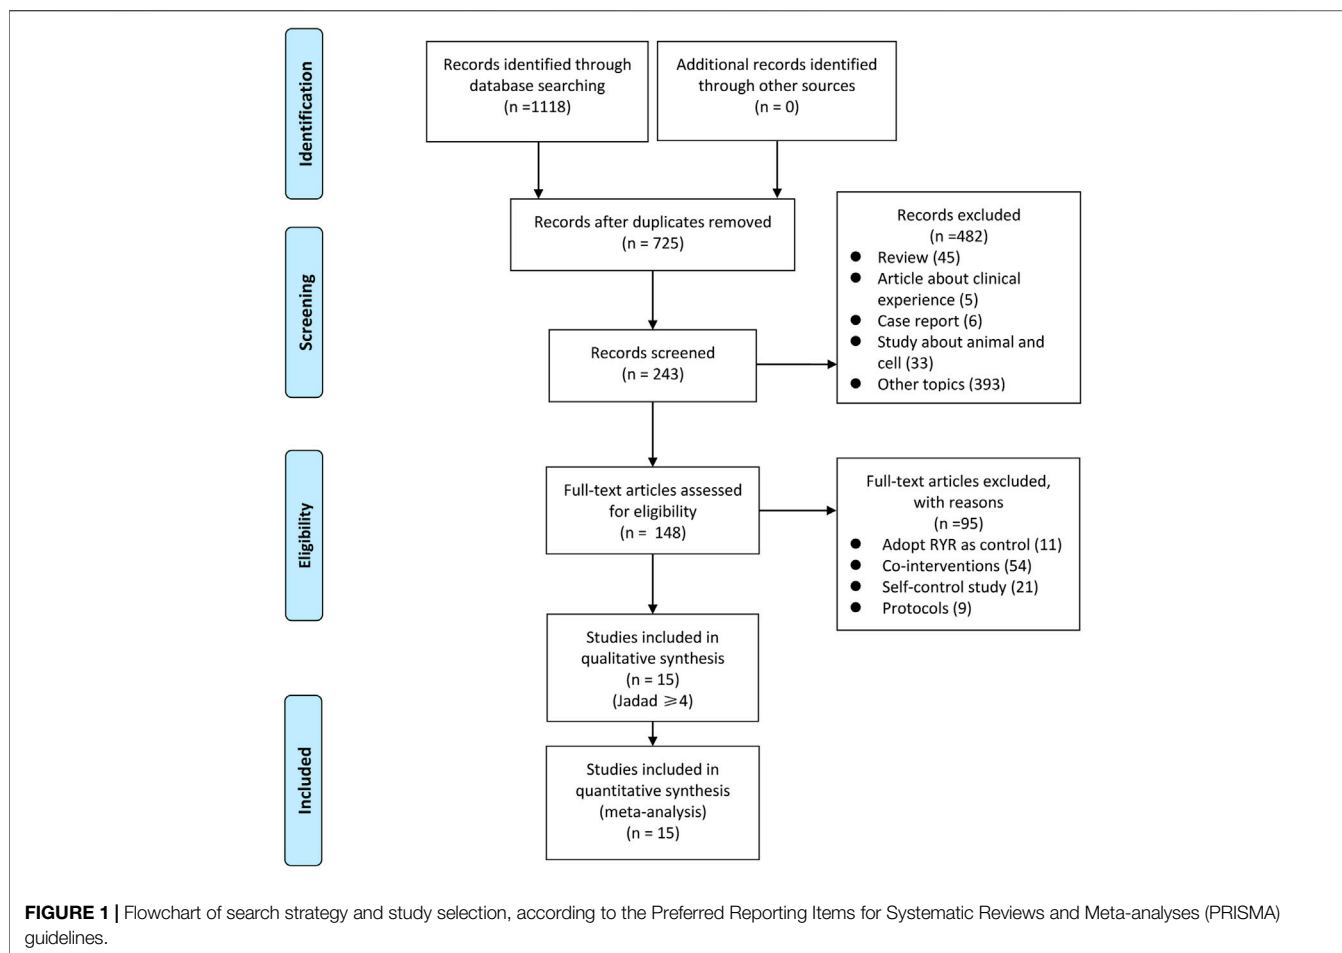 Identification
Records identified through
database searching
(n =1118)
Additional records identified
through other sources
(n = 0)
Screening
Records after duplicates removed
(n = 725)
Records screened
(n = 243)
Records excluded
(n =482)
● Review (45)
● Article about clinical
experience (5)
● Case report (6)
● Study about animal and
cell (33)
● Other topics (393)
Eligibility
Full-text articles assessed
for eligibility
(n =  148)
Full-text articles excluded,
with reasons
(n =95)
● Adopt RYR as control (11)
● Co-interventions (54)
● Self-control study (21)
● Protocols (9)
Studies included in
qualitative synthesis
(n = 15)
(Jadad ⩾4)
Included
Studies included in
quantitative synthesis
(meta-analysis)
(n = 15)
FIGURE 1 | Flowchart of search strategy and study selection, according to the Preferred Reporting Items for Systematic Reviews and Meta-analyses (PRISMA)
guidelines.